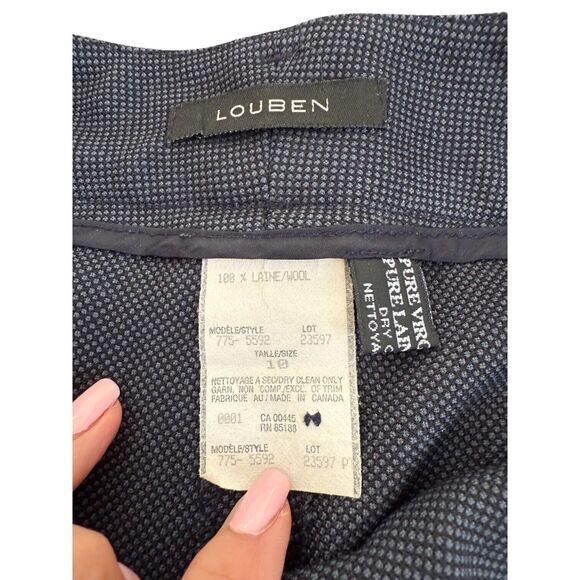 LOUBEN
100 % LAINE/WOOL
MODÈLE/STYLE LOT
775- 5592 23597
TAILLE/SIZE
10
NETTOYAGE A SEC/DRY CLEAN ONLY
GARN. NON COMP./EXCL. OF TRIM
FABRIQUÉ AU/MADE IN CANADA
0001 CA 00445
RN 85188
MODÈLE/STYLE LOT
775- 5592 23597 P
PURE VIRG
PURE LAIN
DRY C
NETTOYA